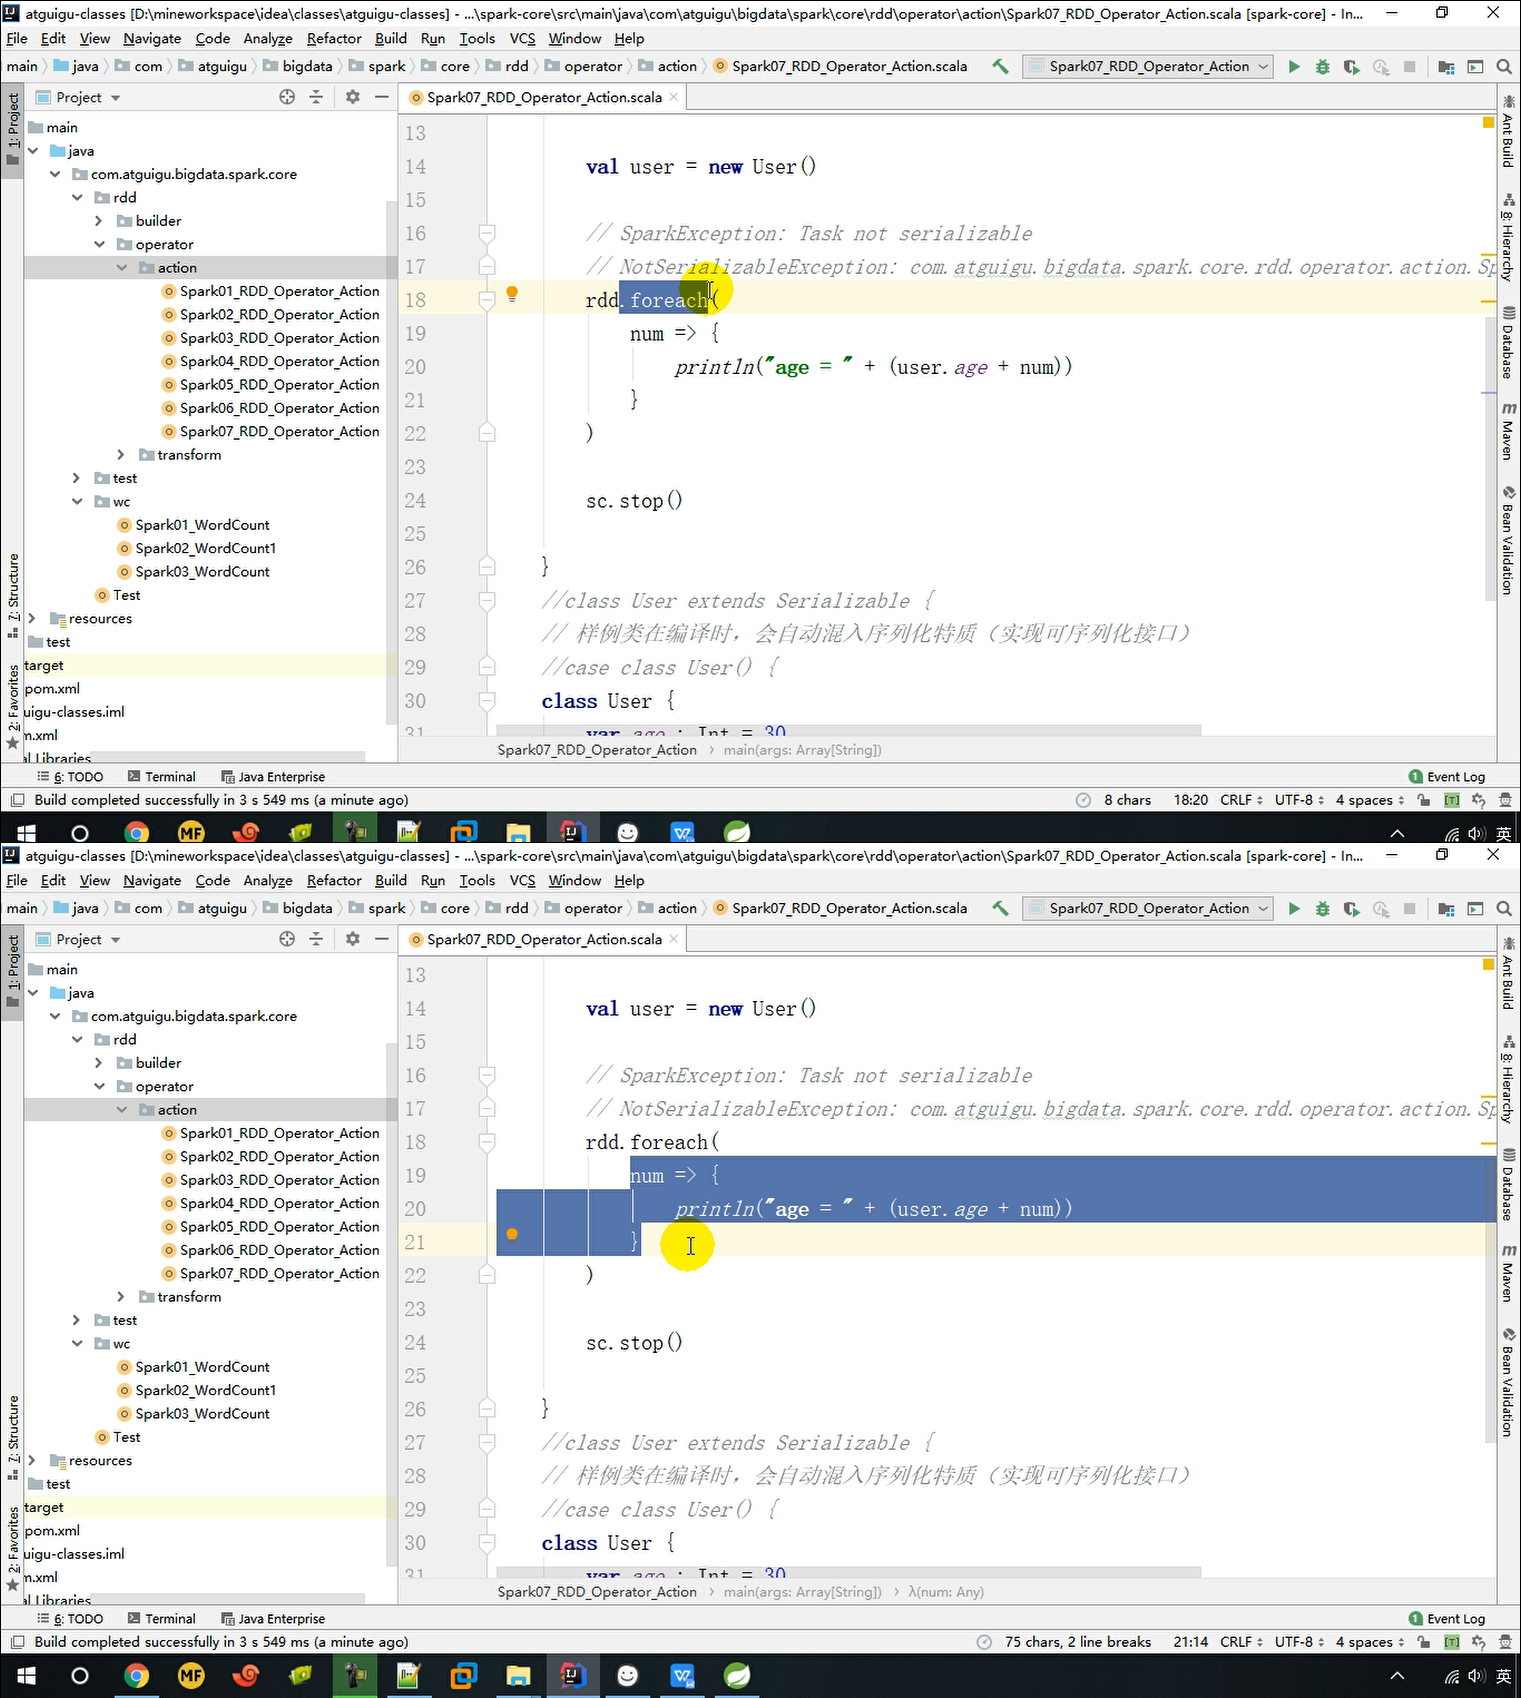 atguigu-classes [D:\mineworkspace\idea\classes\atguigu-classes] - ...\spark-core\src\main\java\com\atguigu\bigdata\spark\core\rdd\operator\action\Spark07_RDD_Operator_Action.scala [spark-core] - In...
File Edit View Navigate Code Analyze Refactor Build Run Tools VCS Window Help
main java com atguigu bigdata spark core rdd operator action Spark07_RDD_Operator_Action.scala Spark07_RDD_Operator_Action
Project Spark07_RDD_Operator_Action.scala
1: Project
7: Structure
2: Favorites
main
java
com.atguigu.bigdata.spark.core
rdd
builder
operator
action
Spark01_RDD_Operator_Action
Spark02_RDD_Operator_Action
Spark03_RDD_Operator_Action
Spark04_RDD_Operator_Action
Spark05_RDD_Operator_Action
Spark06_RDD_Operator_Action
Spark07_RDD_Operator_Action
transform
test
wc
Spark01_WordCount
Spark02_WordCount1
Spark03_WordCount
Test
resources
test
target
pom.xml
uigu-classes.iml
n.xml
al Libraries
13
14 val user = new User()
15
16 // SparkException: Task not serializable
17 // NotSerializableException: com.atguigu.bigdata.spark.core.rdd.operator.action.Sp
18 rdd.foreach(
19 num => {
20 println("age = " + (user.age + num))
21 }
22 )
23
24 sc.stop()
25
26 }
27 //class User extends Serializable {
28 // 样例类在编译时，会自动混入序列化特质（实现可序列化接口）
29 //case class User() {
30 class User {
31 var age : Int = 30
Spark07_RDD_Operator_Action main(args: Array[String])
Ant Build
8: Hierarchy
Database
Maven
Bean Validation
6: TODO Terminal Java Enterprise 1 Event Log
Build completed successfully in 3 s 549 ms (a minute ago) 8 chars 18:20 CRLF UTF-8 4 spaces
MF 英
atguigu-classes [D:\mineworkspace\idea\classes\atguigu-classes] - ...\spark-core\src\main\java\com\atguigu\bigdata\spark\core\rdd\operator\action\Spark07_RDD_Operator_Action.scala [spark-core] - In...
File Edit View Navigate Code Analyze Refactor Build Run Tools VCS Window Help
main java com atguigu bigdata spark core rdd operator action Spark07_RDD_Operator_Action.scala Spark07_RDD_Operator_Action
Project Spark07_RDD_Operator_Action.scala
1: Project
7: Structure
2: Favorites
main
java
com.atguigu.bigdata.spark.core
rdd
builder
operator
action
Spark01_RDD_Operator_Action
Spark02_RDD_Operator_Action
Spark03_RDD_Operator_Action
Spark04_RDD_Operator_Action
Spark05_RDD_Operator_Action
Spark06_RDD_Operator_Action
Spark07_RDD_Operator_Action
transform
test
wc
Spark01_WordCount
Spark02_WordCount1
Spark03_WordCount
Test
resources
test
target
pom.xml
uigu-classes.iml
n.xml
al Libraries
13
14 val user = new User()
15
16 // SparkException: Task not serializable
17 // NotSerializableException: com.atguigu.bigdata.spark.core.rdd.operator.action.Sp
18 rdd.foreach(
19 num => {
20 println("age = " + (user.age + num))
21 }
22 )
23
24 sc.stop()
25
26 }
27 //class User extends Serializable {
28 // 样例类在编译时，会自动混入序列化特质（实现可序列化接口）
29 //case class User() {
30 class User {
31 var age : Int = 30
Spark07_RDD_Operator_Action main(args: Array[String]) λ(num: Any)
Ant Build
8: Hierarchy
Database
Maven
Bean Validation
6: TODO Terminal Java Enterprise 1 Event Log
Build completed successfully in 3 s 549 ms (a minute ago) 75 chars, 2 line breaks 21:14 CRLF UTF-8 4 spaces
MF 英